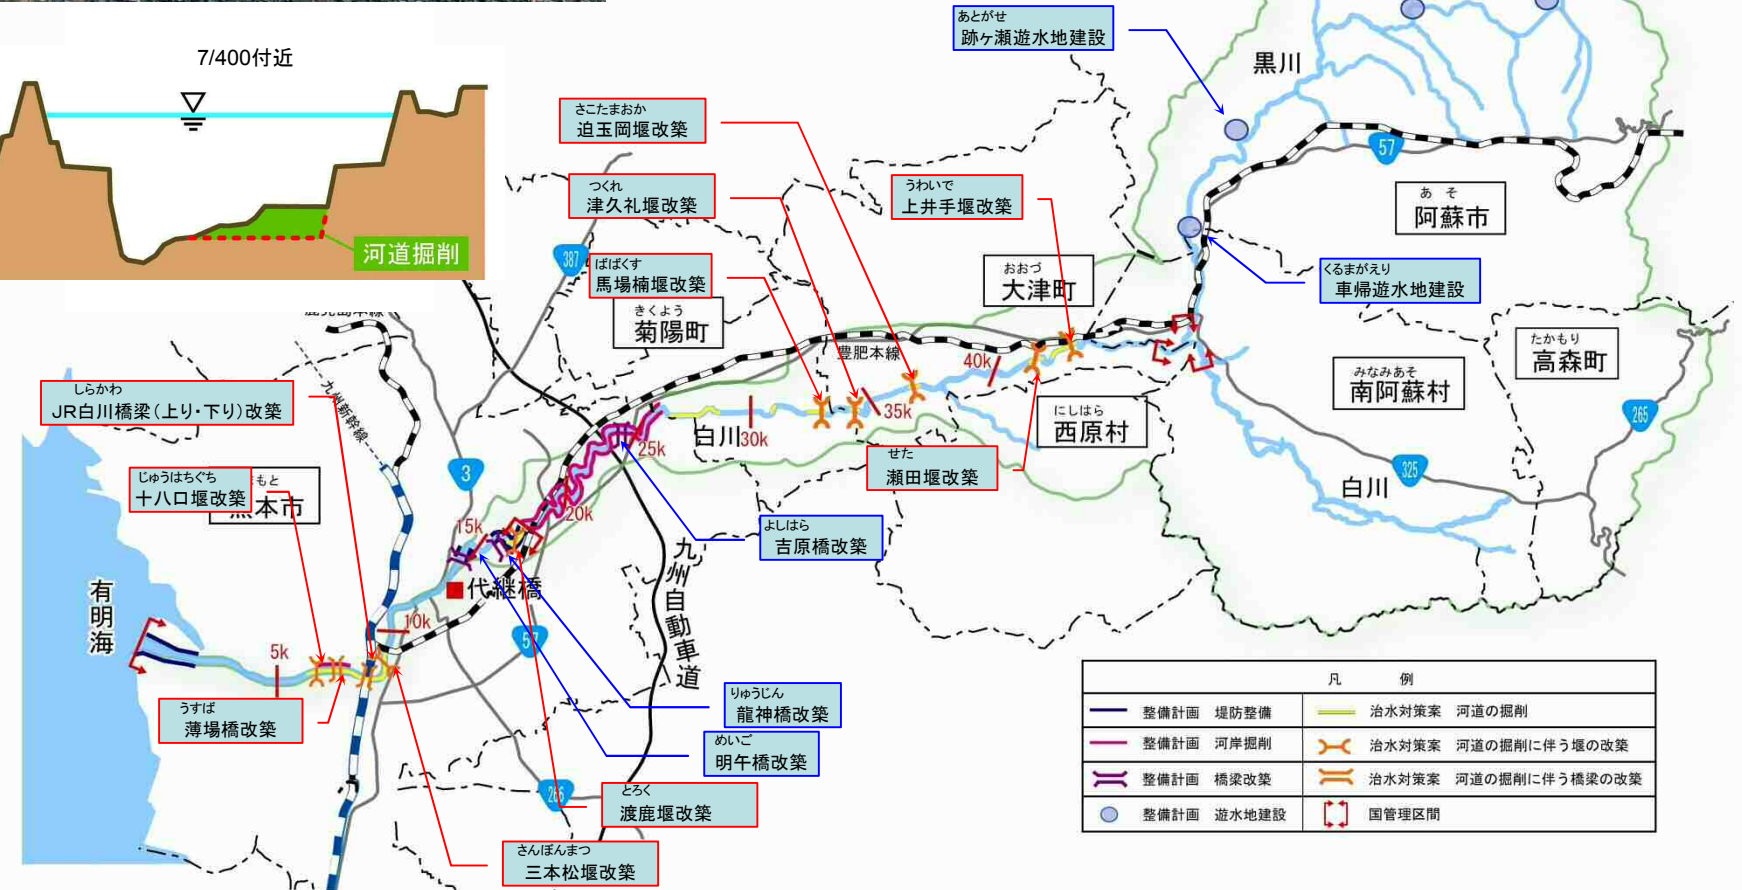 7/400付近
河道掘削
あとがせ
跡ヶ瀬遊水地建設
黒川
さこたまおか
迫玉岡堰改築
つくれ
津久礼堰改築
うわいで
上井手堰改築
57
あ そ
阿蘇市
387
ばばくす
馬場楠堰改築
おおづ
大津町
くるまがえり
車帰遊水地建設
きくよう
菊陽町
豊肥本線
40k
たかもり
高森町
みなみあそ
南阿蘇村
しらかわ
JR白川橋梁(上り・下り)改築
九州新幹線
35k
にしはら
西原村
265
白川
30k
25k
せた
瀬田堰改築
325
白川
3
じゅうはちぐち
十八口堰改築
もと
本市
20k
15k
よしはら
吉原橋改築
九州自動車道
代継橋
有明海
10k
57
5k
うすば
薄場橋改築
りゅうじん
龍神橋改築
めいご
明午橋改築
266
とろく
渡鹿堰改築
さんぼんまつ
三本松堰改築
凡 例
整備計画 堤防整備
治水対策案 河道の掘削
整備計画 河岸掘削
治水対策案 河道の掘削に伴う堰の改築
整備計画 橋梁改築
治水対策案 河道の掘削に伴う橋梁の改築
整備計画 遊水地建設
国管理区間